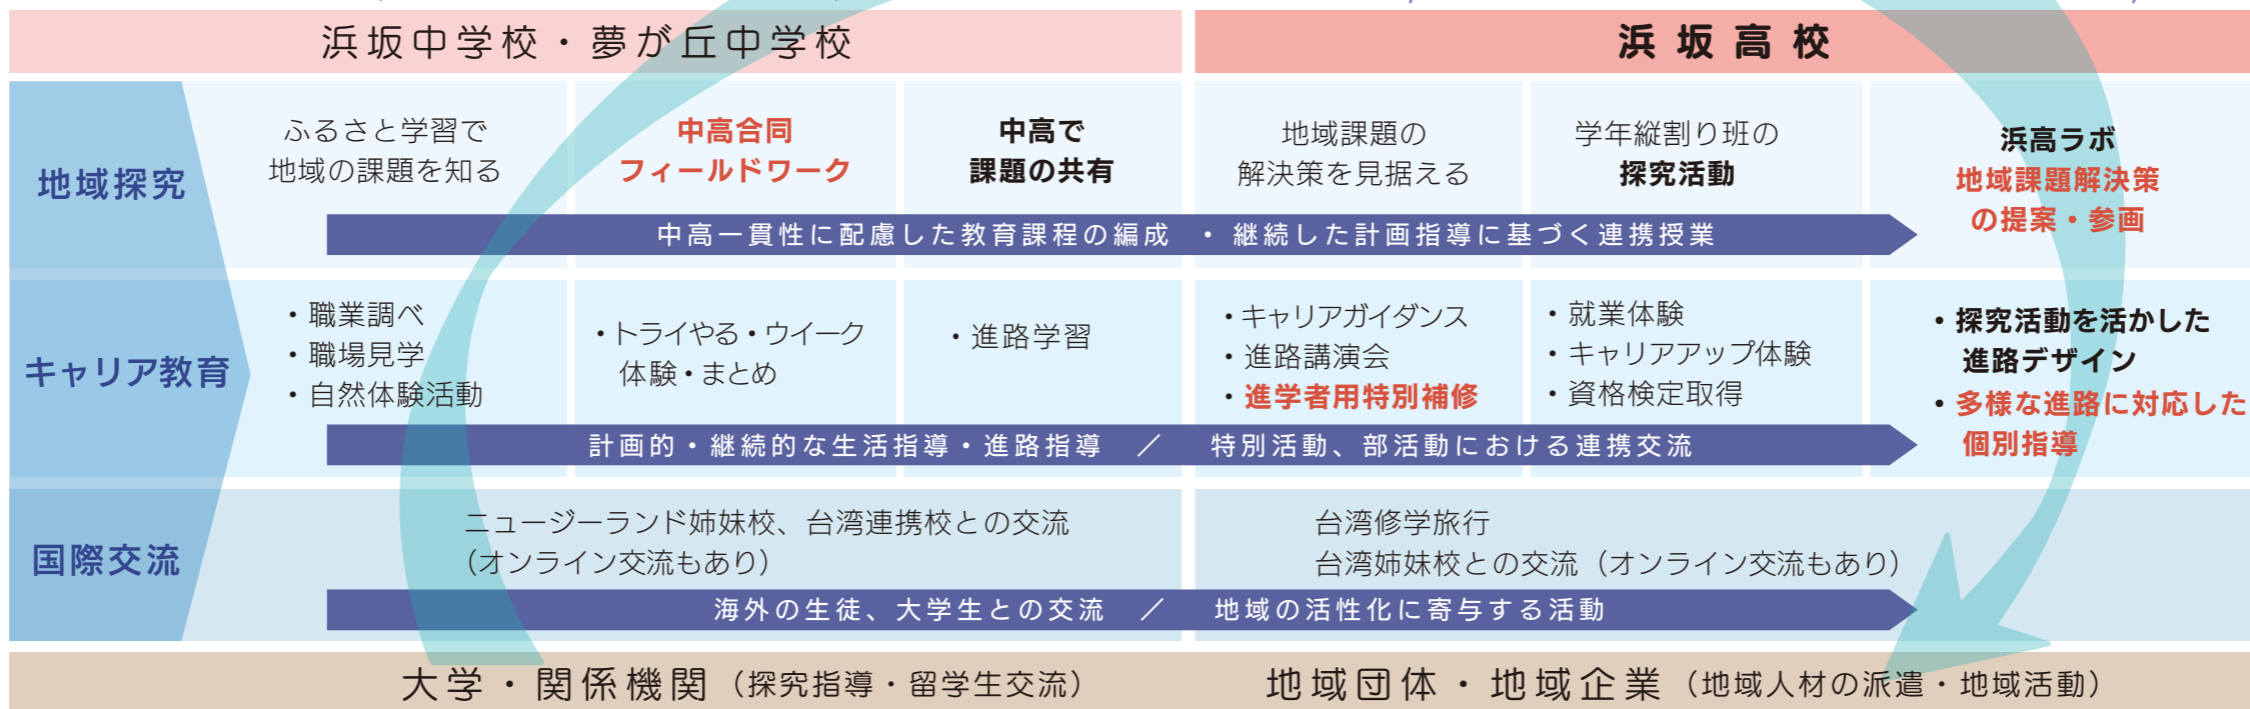 浜坂中学校・夢が丘中学校
浜坂高校
地域探究
ふるさと学習で
地域の課題を知る
中高合同
フィールドワーク
中高で
課題の共有
地域課題の
解決策を見据える
学年縦割り班の
探究活動
浜高ラボ
地域課題解決策
の提案・参画
中高一貫性に配慮した教育課程の編成 ・ 継続した計画指導に基づく連携授業
キャリア教育
・職業調べ
・職場見学
・自然体験活動
・トライやる・ウイーク
体験・まとめ
・進路学習
・キャリアガイダンス
・進路講演会
・進学者用特別補修
・就業体験
・キャリアアップ体験
・資格検定取得
・探究活動を活かした
進路デザイン
・多様な進路に対応した
個別指導
計画的・継続的な生活指導・進路指導 ／ 特別活動、部活動における連携交流
国際交流
ニュージーランド姉妹校、台湾連携校との交流
（オンライン交流もあり）
台湾修学旅行
台湾姉妹校との交流（オンライン交流もあり）
海外の生徒、大学生との交流 ／ 地域の活性化に寄与する活動
大学・関係機関（探究指導・留学生交流）
地域団体・地域企業（地域人材の派遣・地域活動）